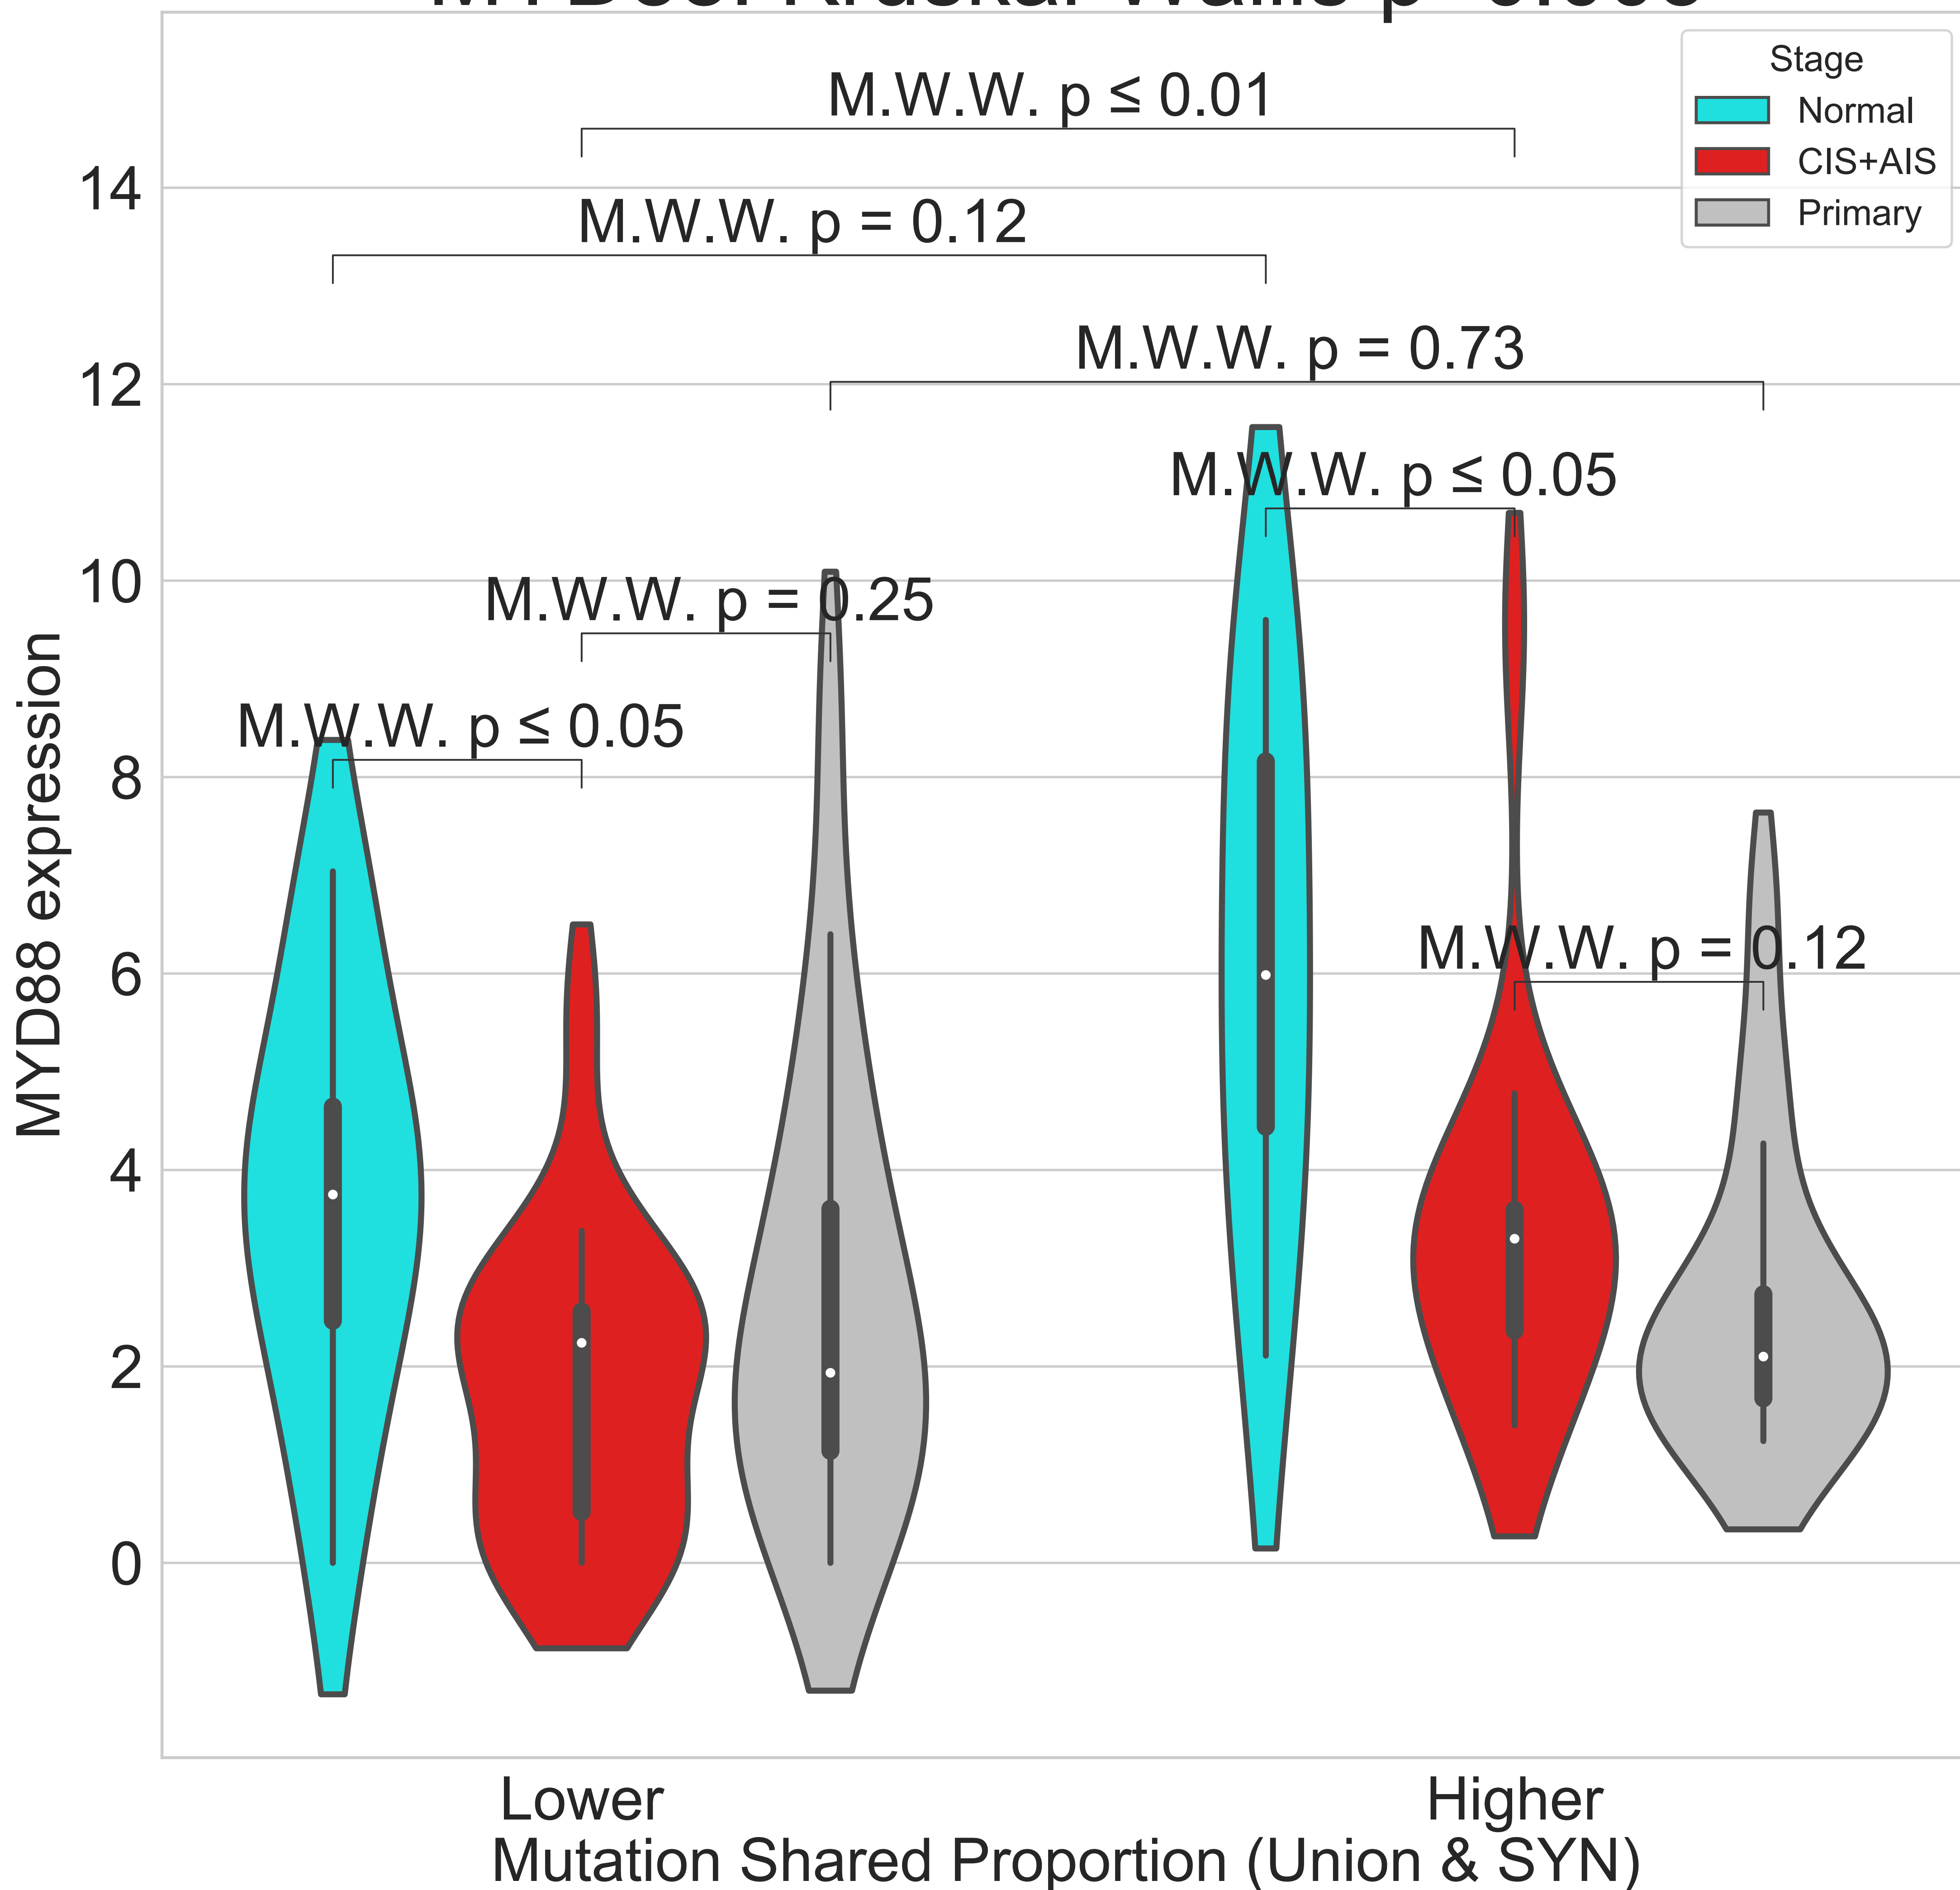 Stage
Normal
CIS+AIS
Primary
M.W.W. p ≤ 0.01
M.W.W. p = 0.12
M.W.W. p = 0.73
M.W.W. p ≤ 0.05
M.W.W. p = 0.25
M.W.W. p ≤ 0.05
M.W.W. p = 0.12
14
12
10
8
6
4
2
0
MYD88 expression
Lower
Higher
Mutation Shared Proportion (Union & SYN)